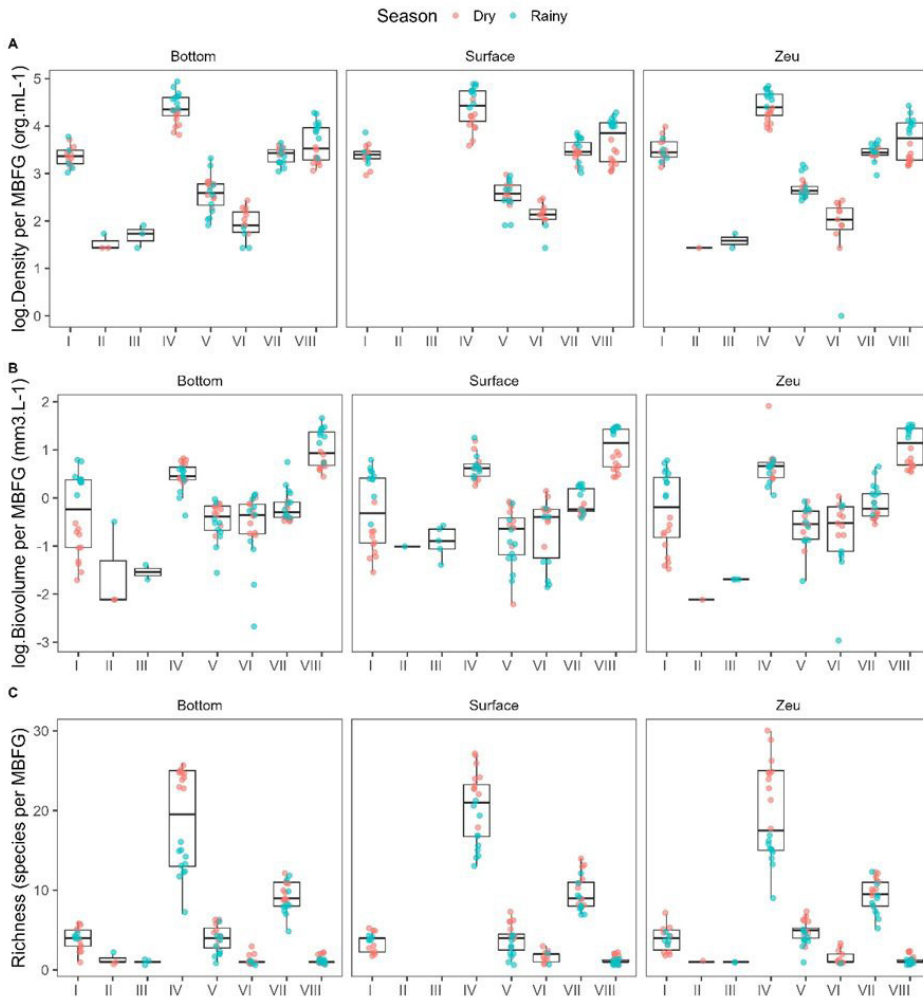 Season Dry Rainy
A
Bottom Surface Zeu
log.Density per MBFG (org.mL-1)
5
4
3
2
1
0
I II III IV V VI VII VIII I II III IV V VI VII VIII I II III IV V VI VII VIII
B
Bottom Surface Zeu
log.Biovolume per MBFG (mm3.L-1)
2
1
0
-1
-2
-3
I II III IV V VI VII VIII I II III IV V VI VII VIII I II III IV V VI VII VIII
C
Bottom Surface Zeu
Richness (species per MBFG)
30
20
10
0
I II III IV V VI VII VIII I II III IV V VI VII VIII I II III IV V VI VII VIII